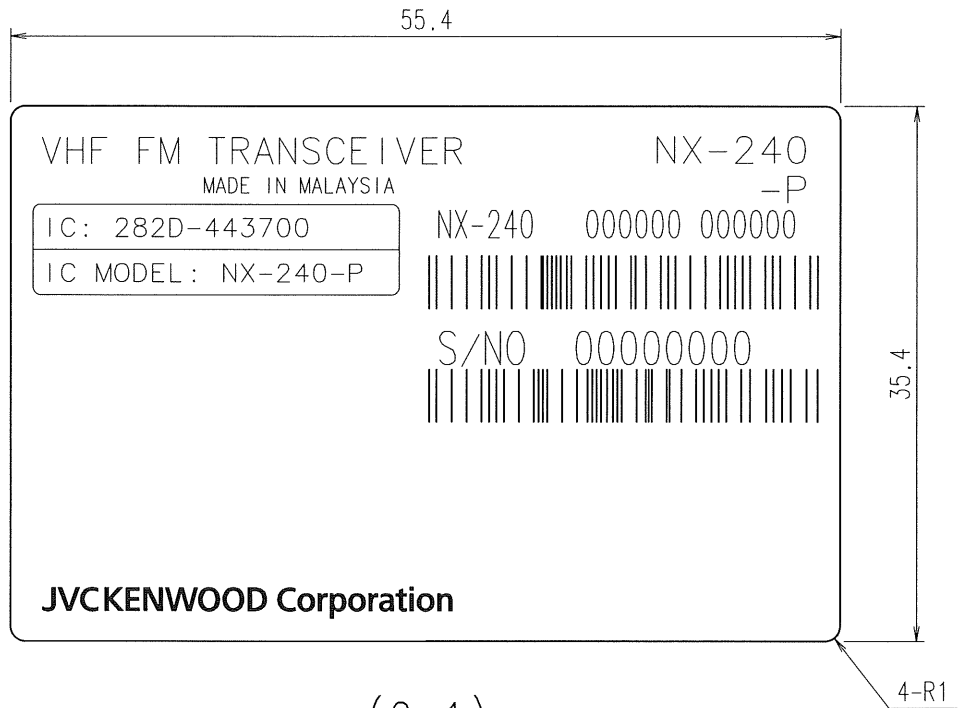 55.4
VHF FM TRANSCEIVER NX-240
MADE IN MALAYSIA -P
IC: 282D-443700 NX-240 000000 000000
IC MODEL: NX-240-P
S/NO 00000000
35.4
JVCKENWOOD Corporation
4-R1